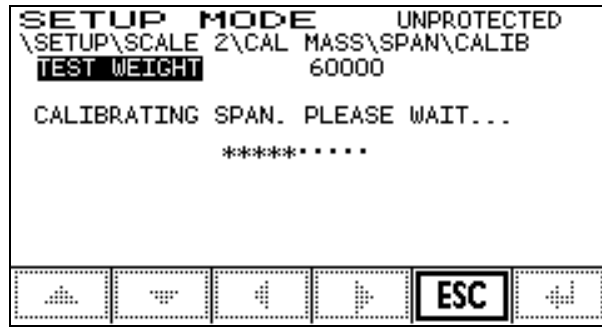 SETUP MODE UNPROTECTED
\SETUP\SCALE 2\CAL MASS\SPAN\CALIB
TEST WEIGHT 60000
CALIBRATING SPAN. PLEASE WAIT...
*****·····
ESC